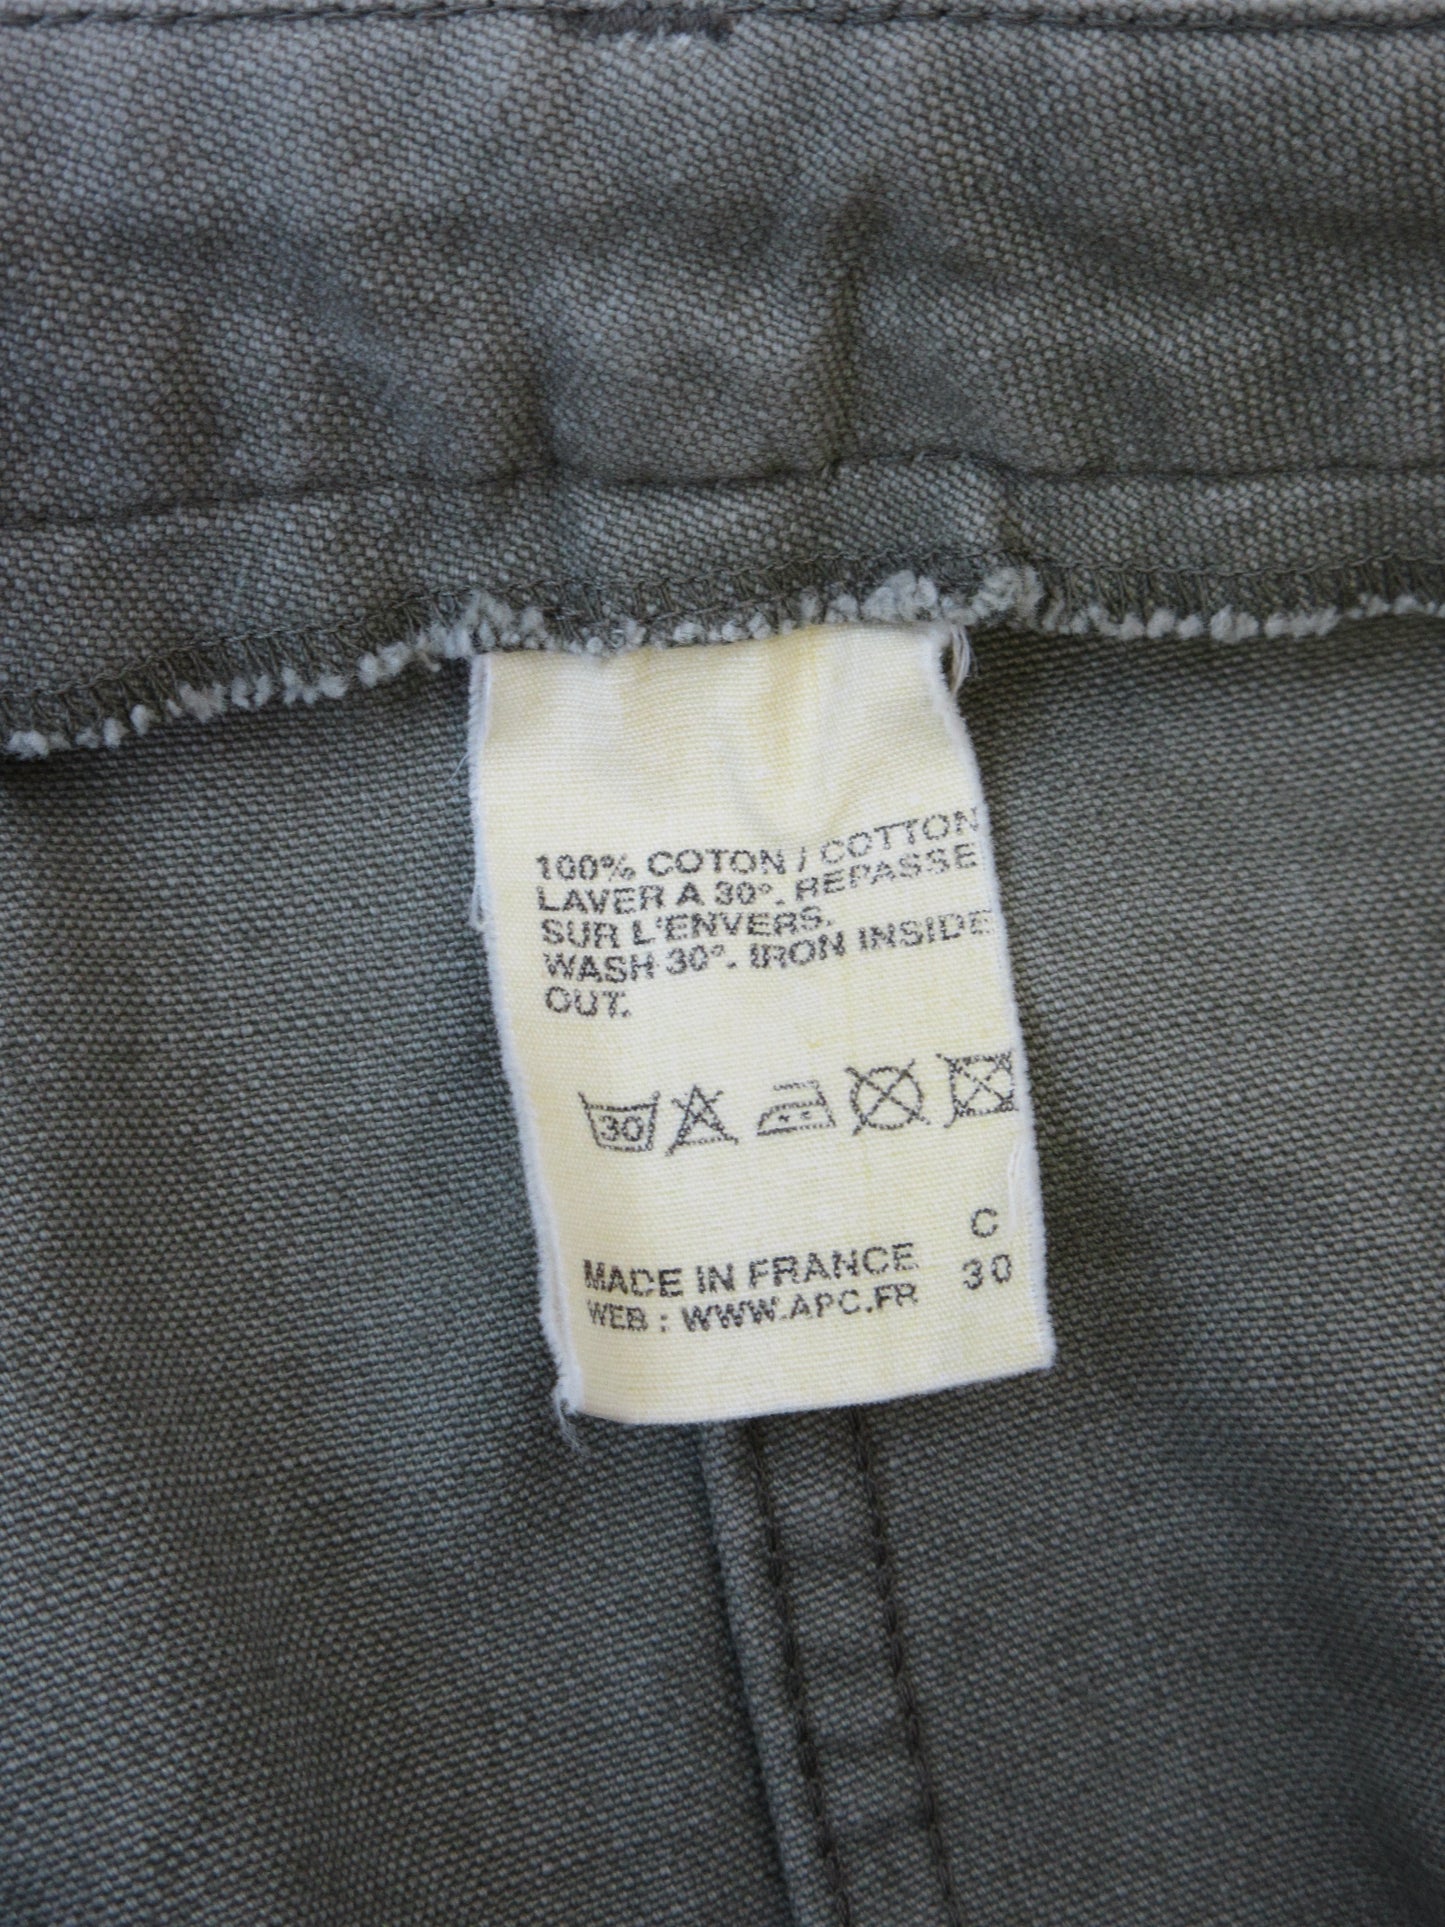 100% COTON / COTTON
LAVER A 30°. REPASSE
SUR L'ENVERS.
WASH 30°. IRON INSIDE
OUT.
30
C
MADE IN FRANCE 30
WEB : WWW.APC.FR